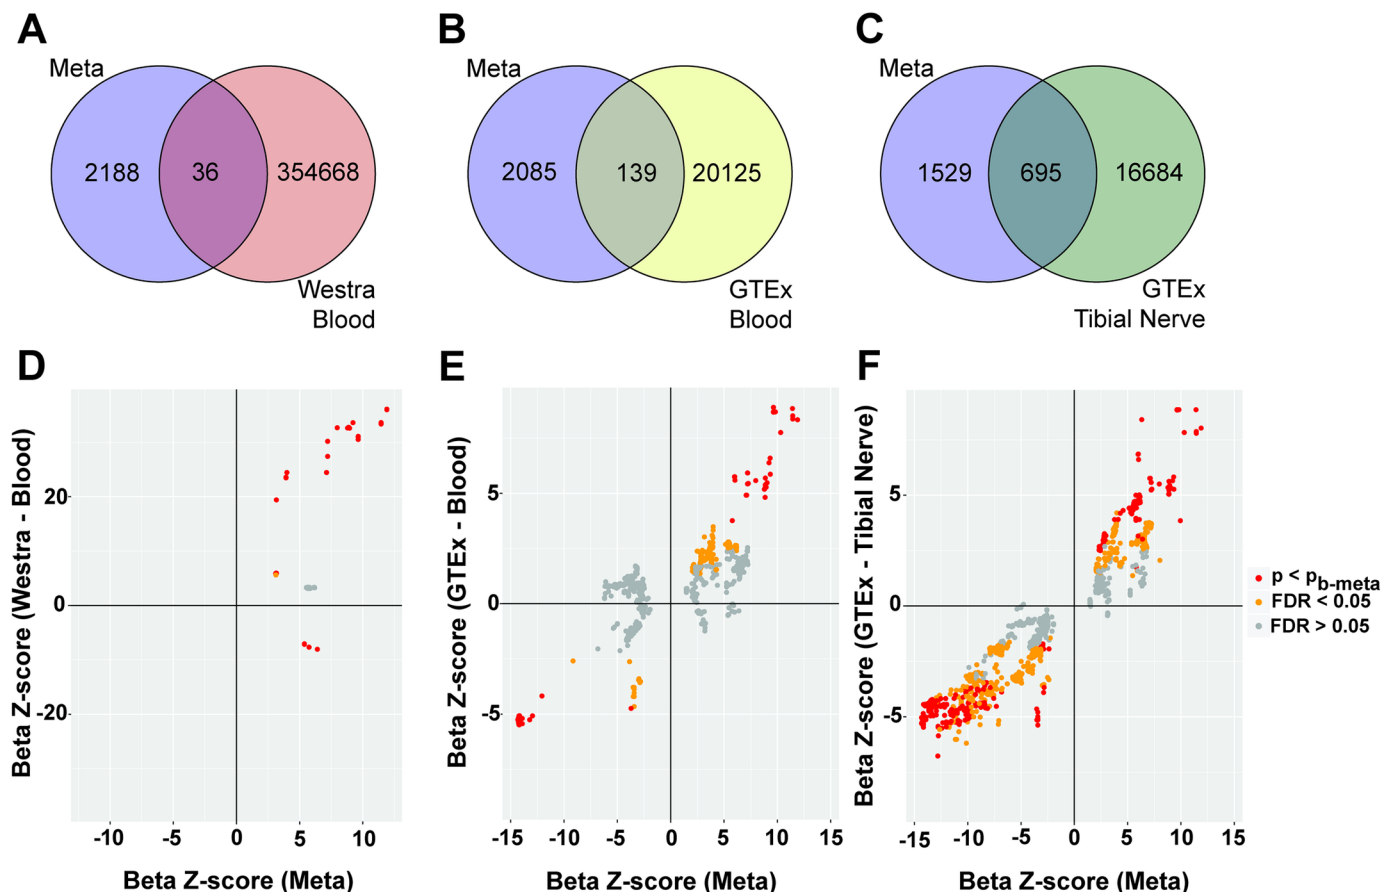 A
Meta
2188
36
354668
Westra
Blood
B
Meta
2085
139
20125
GTEx
Blood
C
Meta
1529
695
16684
GTEx
Tibial Nerve
D
Beta Z-score (Westra - Blood)
20
0
-20
-10
-5
0
5
10
Beta Z-score (Meta)
E
Beta Z-score (GTEx - Blood)
5
0
-5
-15
-10
-5
0
5
10
15
Beta Z-score (Meta)
F
Beta Z-score (GTEx - Tibial Nerve)
5
0
-5
-15
-10
-5
0
5
10
15
Beta Z-score (Meta)
p < pb-meta
FDR < 0.05
FDR > 0.05